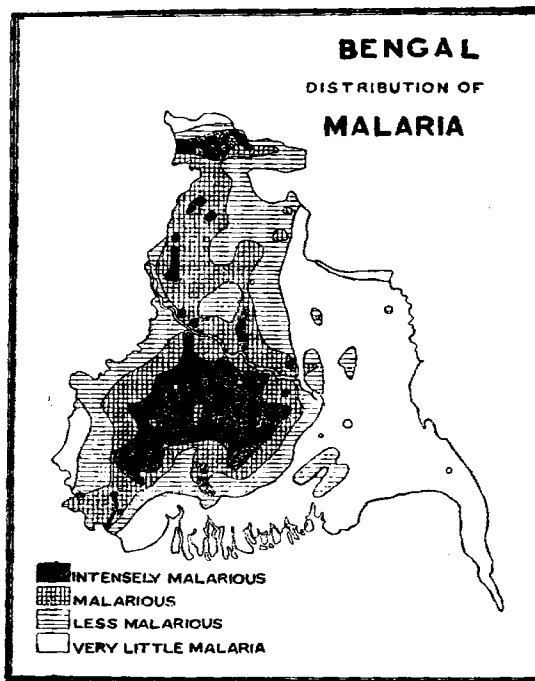 BENGAL
DISTRIBUTION OF
MALARIA
INTENSELY MALARIOUS
MALARIOUS
LESS MALARIOUS
VERY LITTLE MALARIA